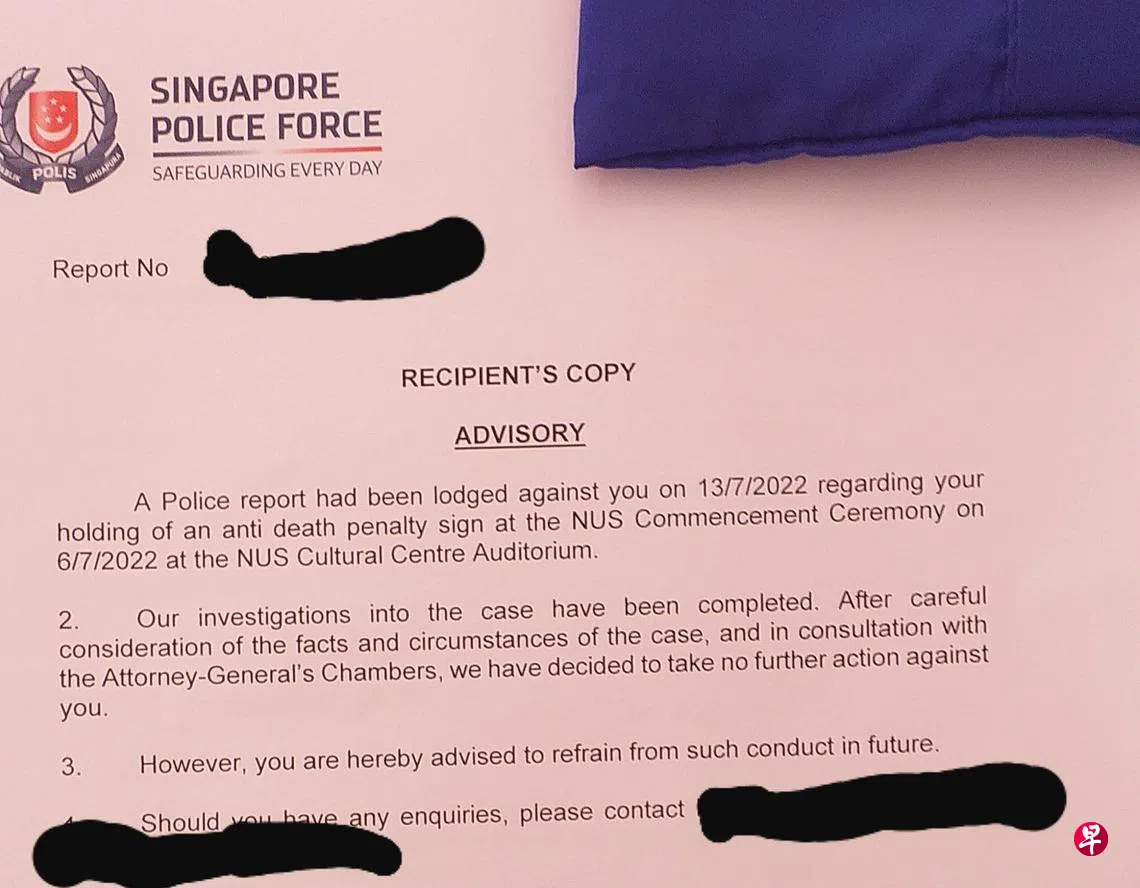 SINGAPORE
POLICE FORCE
SAFEGUARDING EVERY DAY
POLIS
SINGAPURA
Report No
RECIPIENT'S COPY
ADVISORY
A Police report had been lodged against you on 13/7/2022 regarding your
holding of an anti death penalty sign at the NUS Commencement Ceremony on
6/7/2022 at the NUS Cultural Centre Auditorium.
2. Our investigations into the case have been completed. After careful
consideration of the facts and circumstances of the case, and in consultation with
the Attorney-General's Chambers, we have decided to take no further action against
you.
3. However, you are hereby advised to refrain from such conduct in future.
Should you have any enquiries, please contact
早